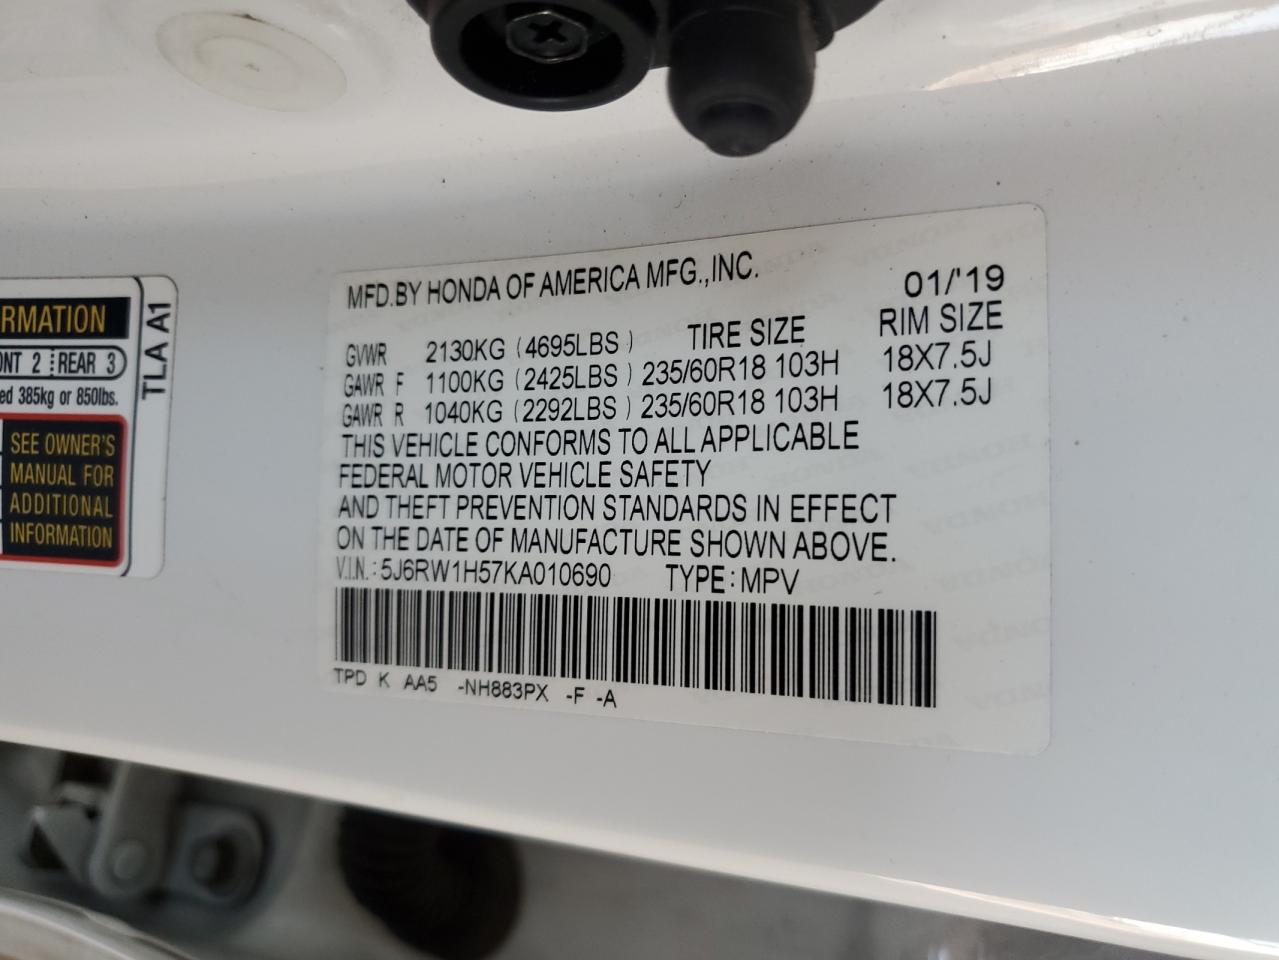 MFD.BY HONDA OF AMERICA MFG.,INC. 01/'19
GVWR 2130KG (4695LBS) TIRE SIZE RIM SIZE
GAWR F 1100KG (2425LBS) 235/60R18 103H 18X7.5J
GAWR R 1040KG (2292LBS) 235/60R18 103H 18X7.5J
THIS VEHICLE CONFORMS TO ALL APPLICABLE
FEDERAL MOTOR VEHICLE SAFETY
AND THEFT PREVENTION STANDARDS IN EFFECT
ON THE DATE OF MANUFACTURE SHOWN ABOVE.
V.I.N.: 5J6RW1H57KA010690 TYPE: MPV
TPD K AA5 -NH883PX -F -A
RMATION
NT 2 REAR 3
ed 385kg or 850lbs.
SEE OWNER'S
MANUAL FOR
ADDITIONAL
INFORMATION
TLA A1